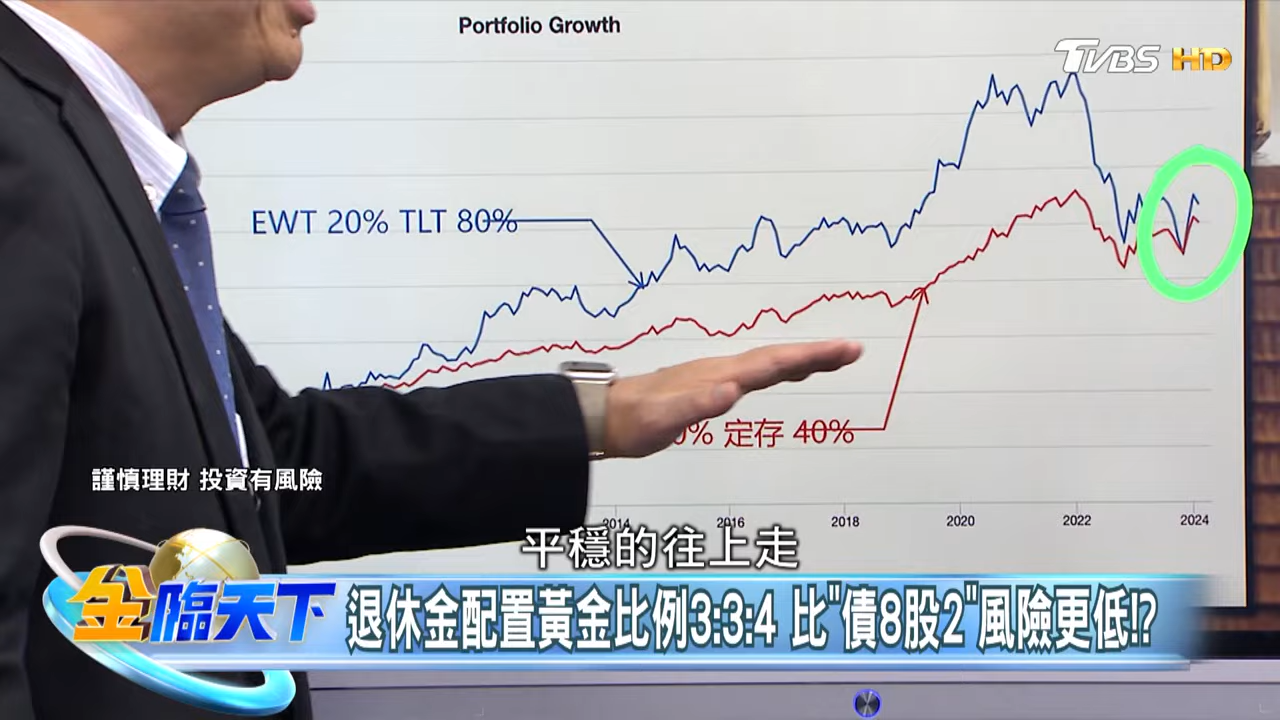 Portfolio Growth
TVBS HD
EWT 20% TLT 80%
0% 定存 40%
謹慎理財 投資有風險
2014 2016 2018 2020 2022 2024
平穩的往上走
金臨天下
退休金配置黃金比例3:3:4 比"債8股2"風險更低!?